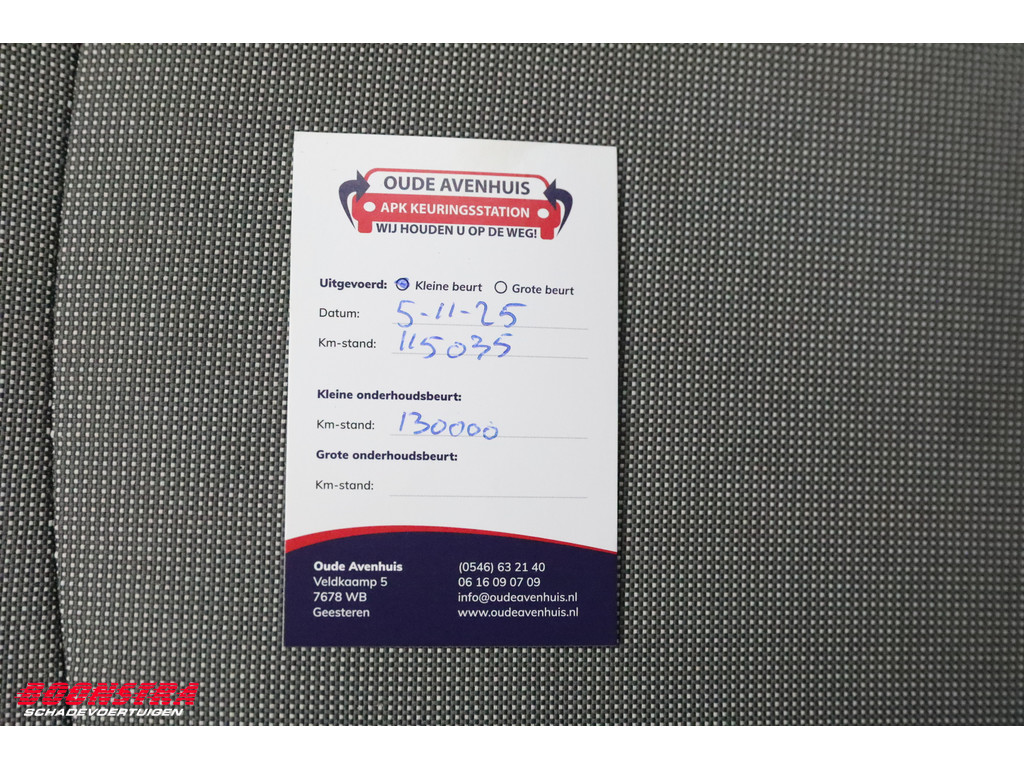 OUDE AVENHUIS
APK KEURINGSSTATION
WIJ HOUDEN U OP DE WEG!
Uitgevoerd: Kleine beurt Grote beurt
Datum: 5-11-25
Km-stand: 115035
Kleine onderhoudsbeurt:
Km-stand: 130000
Grote onderhoudsbeurt:
Km-stand:
Oude Avenhuis (0546) 63 21 40
Veldkaamp 5 06 16 09 07 09
7678 WB info@oudeavenhuis.nl
Geesteren www.oudeavenhuis.nl
BOONSTRA
SCHADEVOERTUIGEN